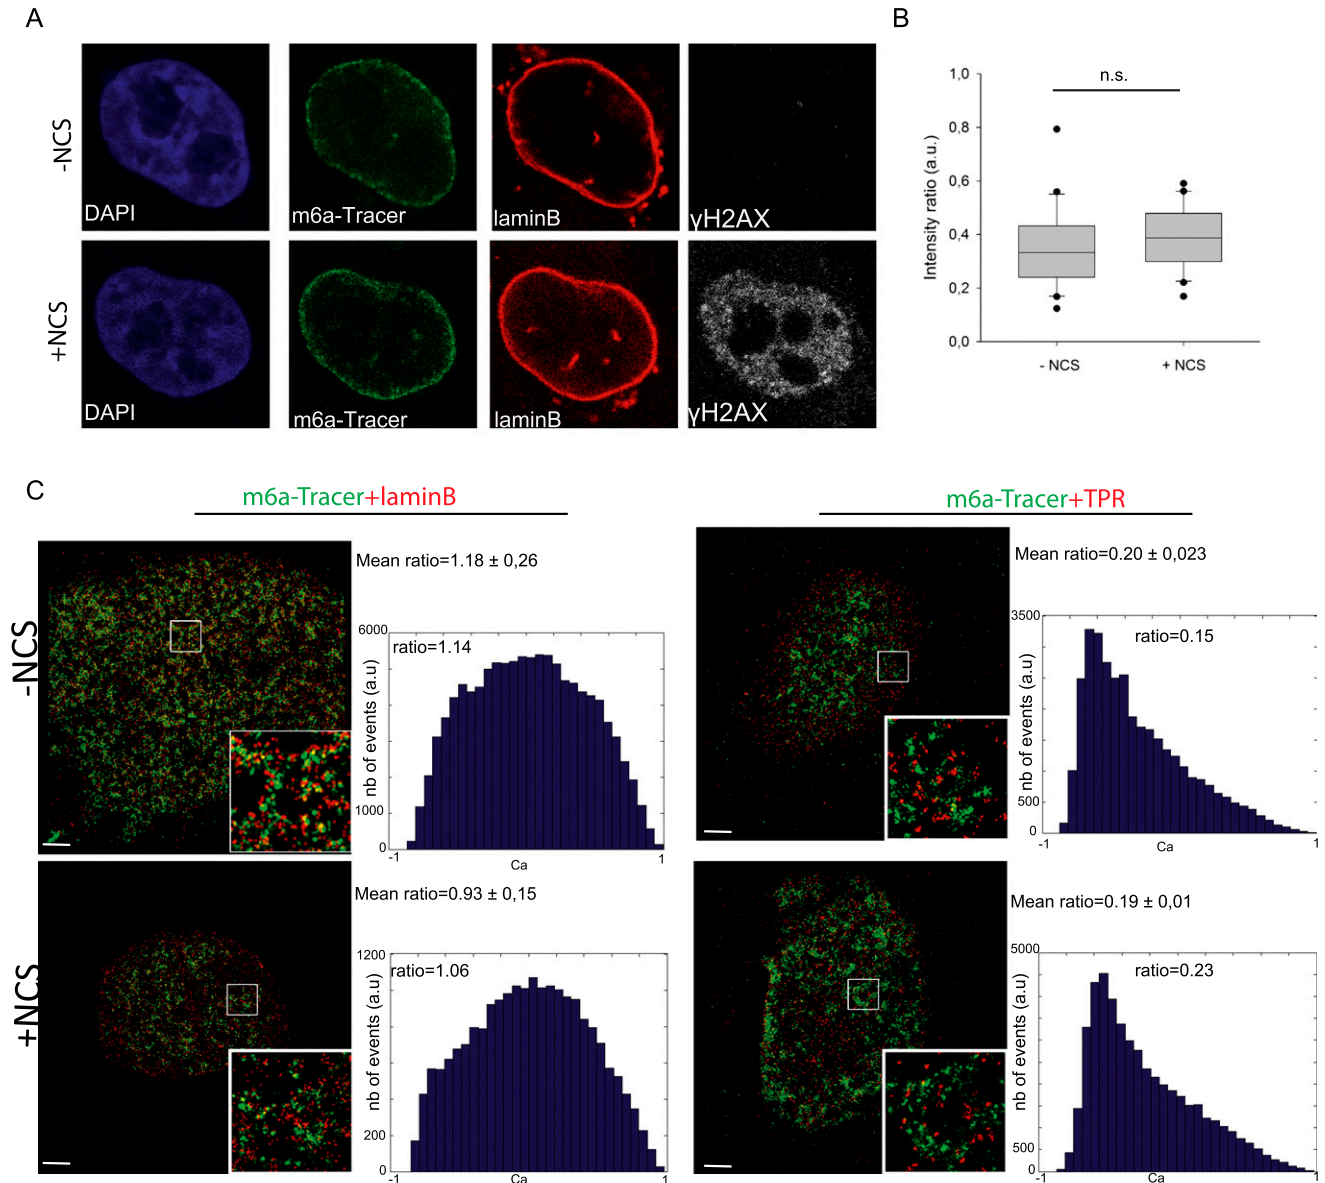 A
-NCS
DAPI
m6a-Tracer
laminB
γH2AX
+NCS
DAPI
m6a-Tracer
laminB
γH2AX
B
n.s.
Intensity ratio (a.u.)
1,0
0,8
0,6
0,4
0,2
0,0
- NCS
+ NCS
C
m6a-Tracer+laminB
m6a-Tracer+TPR
-NCS
Mean ratio=1.18 ± 0,26
ratio=1.14
nb of events (a.u)
6000
1000
0
-1
Ca
1
Mean ratio=0.20 ± 0,023
ratio=0.15
nb of events (a.u)
3500
500
0
-1
Ca
1
+NCS
Mean ratio=0.93 ± 0,15
ratio=1.06
nb of events (a.u)
1200
200
0
-1
Ca
1
Mean ratio=0.19 ± 0,01
ratio=0.23
nb of events (a.u)
5000
500
0
-1
Ca
1